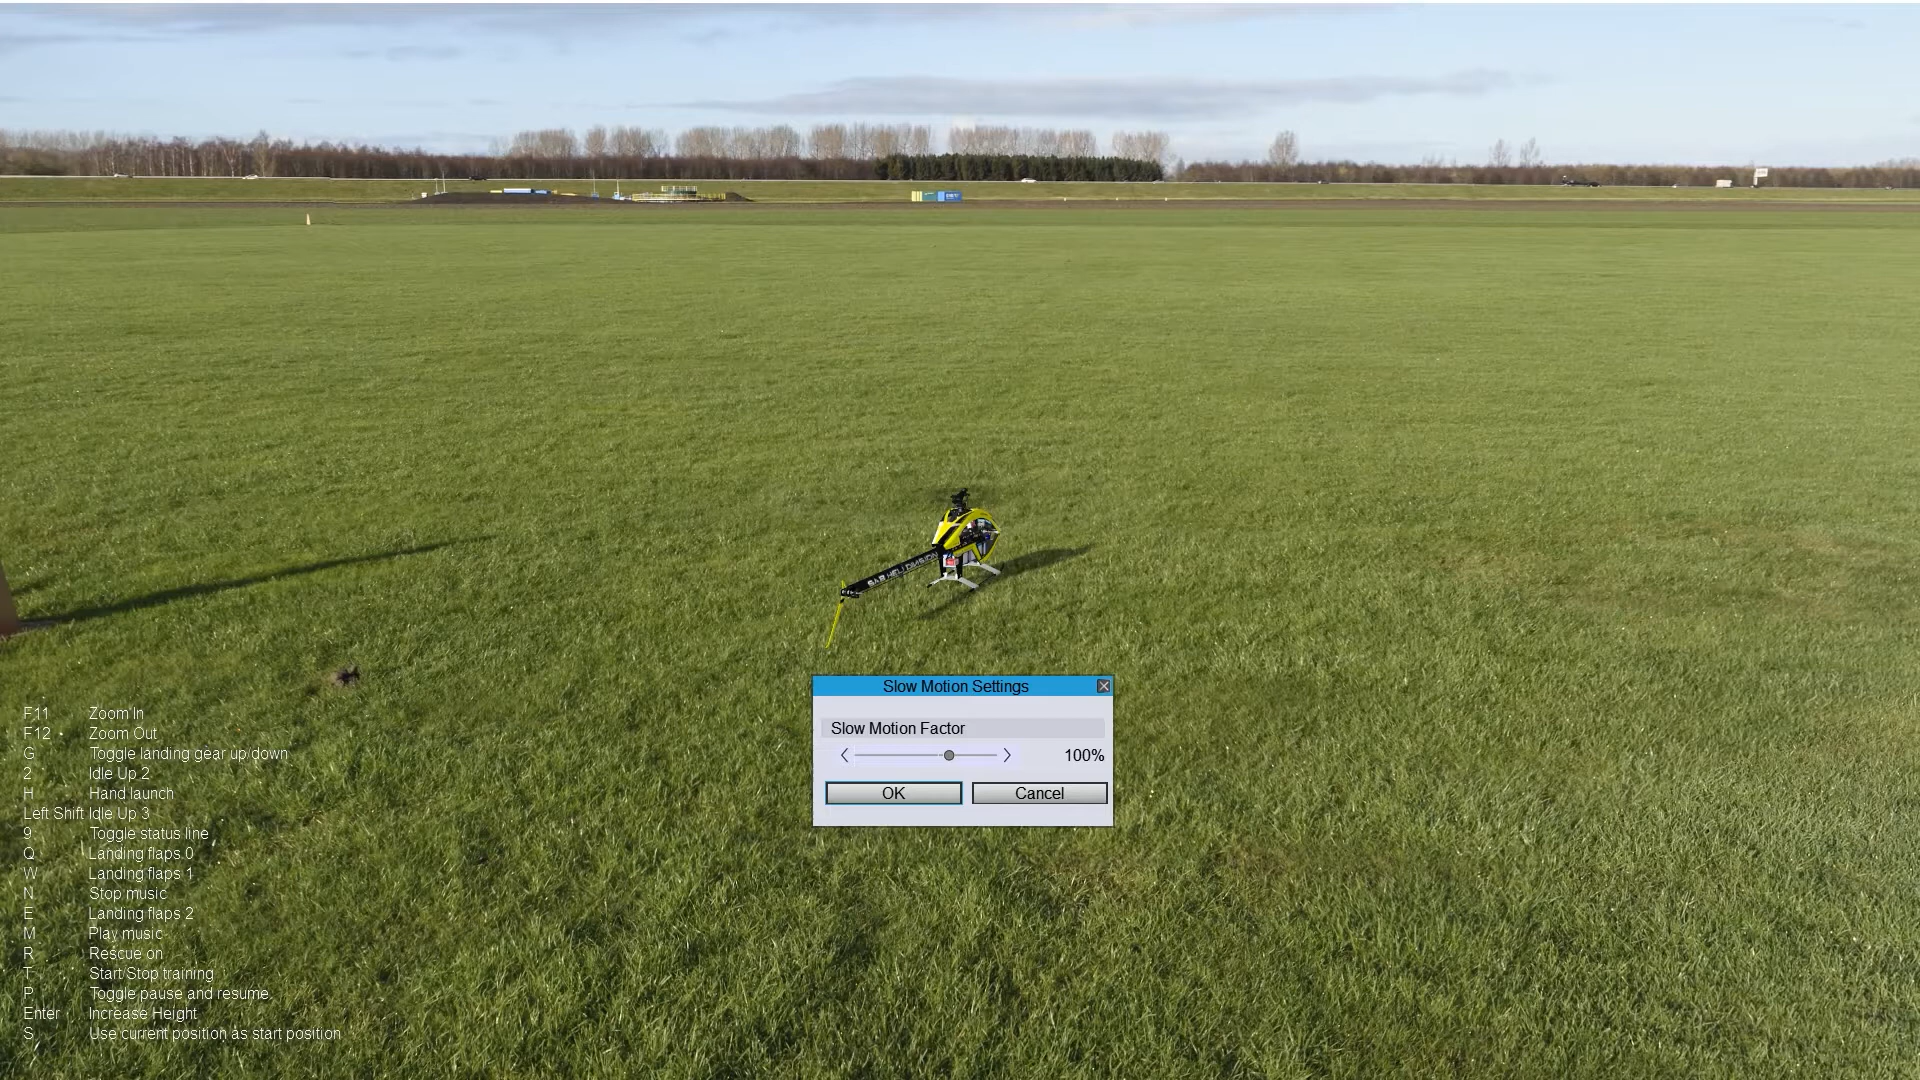 SAB HELI DIVISION
Slow Motion Settings
Slow Motion Factor
100%
OK
Cancel
F11 Zoom In
F12 Zoom Out
G Toggle landing gear up/down
2 Idle Up 2
H Hand launch
Left Shift Idle Up 3
9 Toggle status line
Q Landing flaps 0
W Landing flaps 1
N Stop music
E Landing flaps 2
M Play music
R Rescue on
T Start/Stop training
P Toggle pause and resume
Enter Increase Height
S Use current position as start position